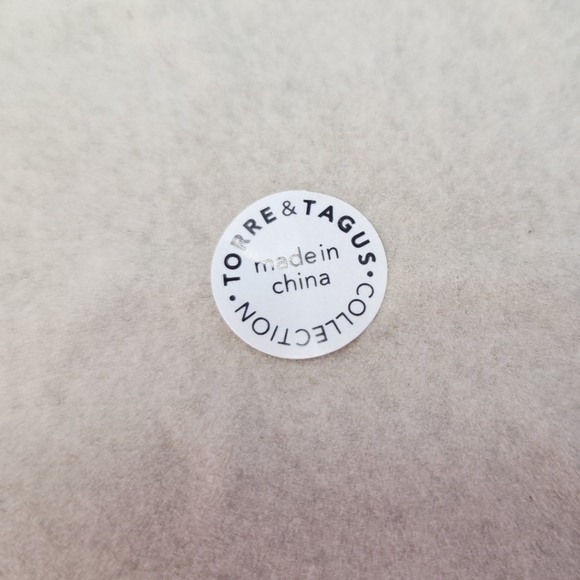 TORRE & TAGUS
made in
china
• COLLECTION •